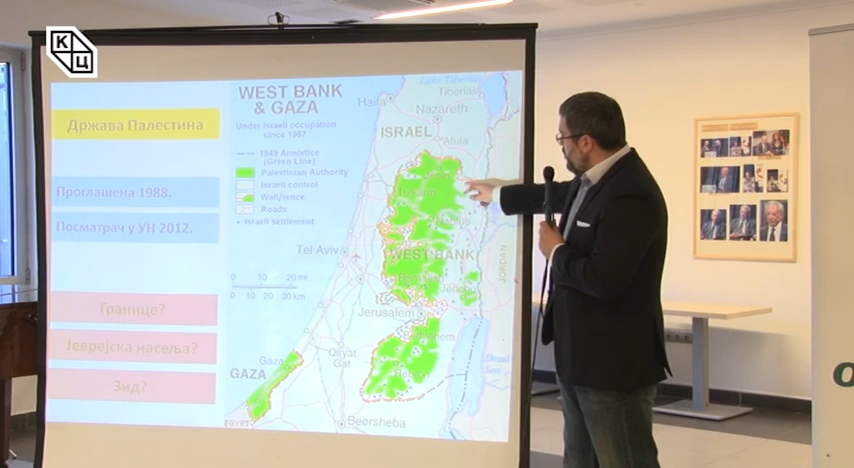 К
Ц
Држава Палестина
Проглашена 1988.
Посматрач у УН 2012.
Границе?
Јеврејска насеља?
Зид?
WEST BANK
& GAZA
Under Israeli occupation
since 1967
1949 Armistice
(Green Line)
Palestinian Authority
Israeli control
Wall/fence
Roads
Israeli settlement
0 10 20 mi
0 10 20 30 km
Lake Tiberias
Tiberias
Haifa
Nazareth
ISRAEL
Afula
Tel Aviv
WEST BANK
JORDAN
Jericho
Jerusalem
Qiryat
Gat
Gaza
GAZA
Dead
Sea
Beersheba
EGYPT